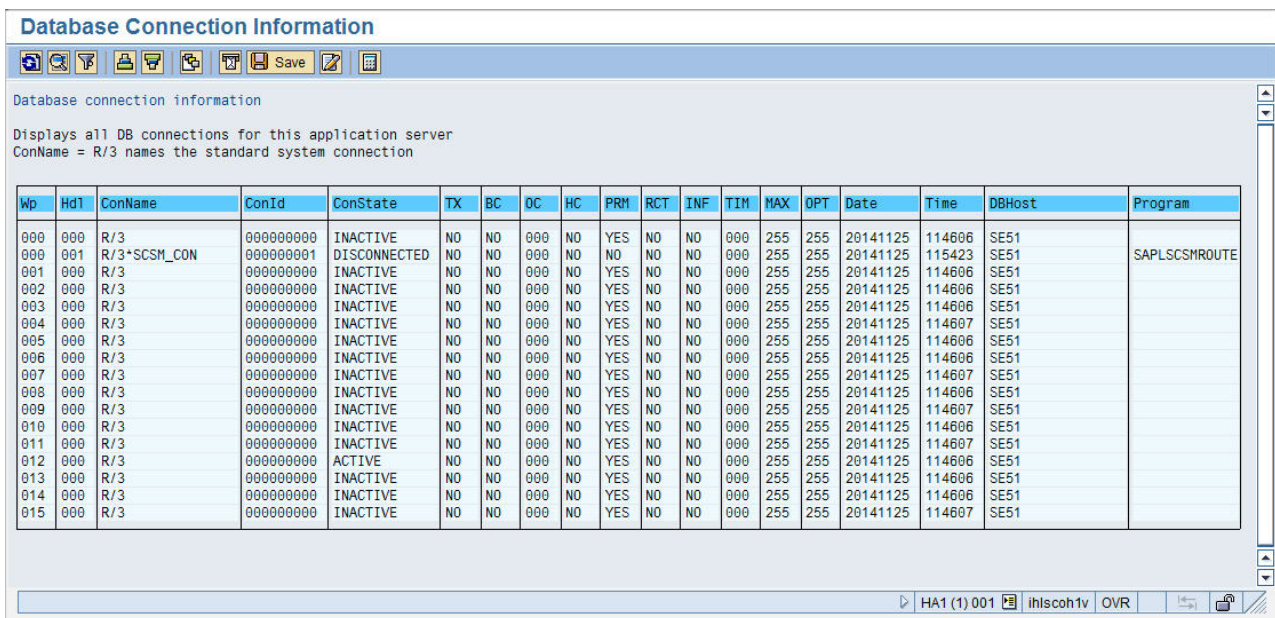 Database Connection Information
Save
Database connection information
Displays all DB connections for this application server
ConName = R/3 names the standard system connection
Wp Hdl ConName ConId ConState TX BC OC HC PRM RCT INF TIM MAX OPT Date Time DBHost Program
000 000 R/3 000000000 INACTIVE NO NO 000 NO YES NO NO 000 255 255 20141125 114606 SE51
000 001 R/3*SCSM_CON 000000001 DISCONNECTED NO NO 000 NO NO NO NO 000 255 255 20141125 115423 SE51 SAPLSCSMROUTE
001 000 R/3 000000000 INACTIVE NO NO 000 NO YES NO NO 000 255 255 20141125 114606 SE51
002 000 R/3 000000000 INACTIVE NO NO 000 NO YES NO NO 000 255 255 20141125 114606 SE51
003 000 R/3 000000000 INACTIVE NO NO 000 NO YES NO NO 000 255 255 20141125 114606 SE51
004 000 R/3 000000000 INACTIVE NO NO 000 NO YES NO NO 000 255 255 20141125 114607 SE51
005 000 R/3 000000000 INACTIVE NO NO 000 NO YES NO NO 000 255 255 20141125 114606 SE51
006 000 R/3 000000000 INACTIVE NO NO 000 NO YES NO NO 000 255 255 20141125 114606 SE51
007 000 R/3 000000000 INACTIVE NO NO 000 NO YES NO NO 000 255 255 20141125 114607 SE51
008 000 R/3 000000000 INACTIVE NO NO 000 NO YES NO NO 000 255 255 20141125 114606 SE51
009 000 R/3 000000000 INACTIVE NO NO 000 NO YES NO NO 000 255 255 20141125 114607 SE51
010 000 R/3 000000000 INACTIVE NO NO 000 NO YES NO NO 000 255 255 20141125 114606 SE51
011 000 R/3 000000000 INACTIVE NO NO 000 NO YES NO NO 000 255 255 20141125 114607 SE51
012 000 R/3 000000000 ACTIVE NO NO 000 NO YES NO NO 000 255 255 20141125 114606 SE51
013 000 R/3 000000000 INACTIVE NO NO 000 NO YES NO NO 000 255 255 20141125 114606 SE51
014 000 R/3 000000000 INACTIVE NO NO 000 NO YES NO NO 000 255 255 20141125 114606 SE51
015 000 R/3 000000000 INACTIVE NO NO 000 NO YES NO NO 000 255 255 20141125 114607 SE51
HA1 (1) 001 ihlscoh1v OVR